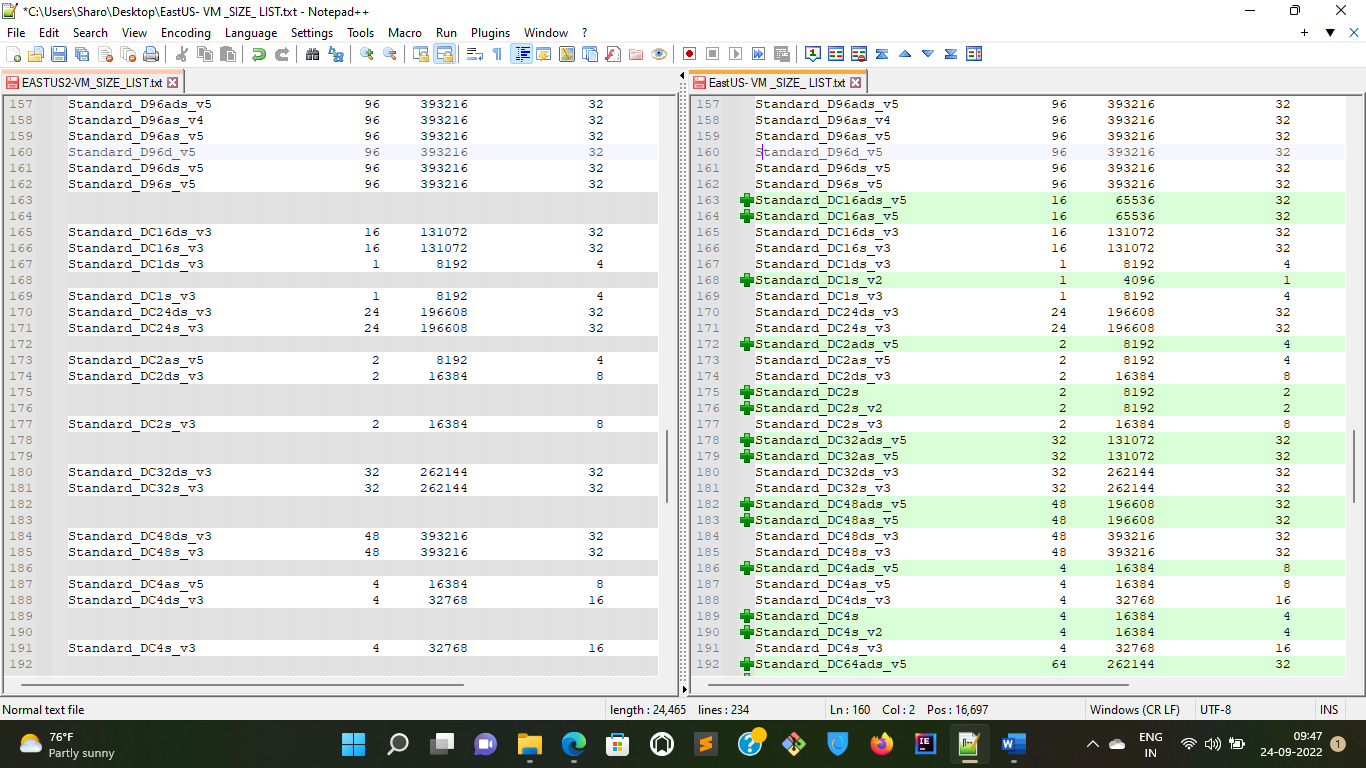 *C:\Users\Sharo\Desktop\EastUS- VM _SIZE_ LIST.txt - Notepad++
File Edit Search View Encoding Language Settings Tools Macro Run Plugins Window ? + ▼ X
EASTUS2-VM_SIZE_LIST.txt
157 Standard_D96ads_v5 96 393216 32
158 Standard_D96as_v4 96 393216 32
159 Standard_D96as_v5 96 393216 32
160 Standard_D96d_v5 96 393216 32
161 Standard_D96ds_v5 96 393216 32
162 Standard_D96s_v5 96 393216 32
163
164
165 Standard_DC16ds_v3 16 131072 32
166 Standard_DC16s_v3 16 131072 32
167 Standard_DC1ds_v3 1 8192 4
168
169 Standard_DC1s_v3 1 8192 4
170 Standard_DC24ds_v3 24 196608 32
171 Standard_DC24s_v3 24 196608 32
172
173 Standard_DC2as_v5 2 8192 4
174 Standard_DC2ds_v3 2 16384 8
175
176
177 Standard_DC2s_v3 2 16384 8
178
179
180 Standard_DC32ds_v3 32 262144 32
181 Standard_DC32s_v3 32 262144 32
182
183
184 Standard_DC48ds_v3 48 393216 32
185 Standard_DC48s_v3 48 393216 32
186
187 Standard_DC4as_v5 4 16384 8
188 Standard_DC4ds_v3 4 32768 16
189
190
191 Standard_DC4s_v3 4 32768 16
192
EastUS- VM _SIZE_ LIST.txt
157 Standard_D96ads_v5 96 393216 32
158 Standard_D96as_v4 96 393216 32
159 Standard_D96as_v5 96 393216 32
160 Standard_D96d_v5 96 393216 32
161 Standard_D96ds_v5 96 393216 32
162 Standard_D96s_v5 96 393216 32
163 Standard_DC16ads_v5 16 65536 32
164 Standard_DC16as_v5 16 65536 32
165 Standard_DC16ds_v3 16 131072 32
166 Standard_DC16s_v3 16 131072 32
167 Standard_DC1ds_v3 1 8192 4
168 Standard_DC1s_v2 1 4096 1
169 Standard_DC1s_v3 1 8192 4
170 Standard_DC24ds_v3 24 196608 32
171 Standard_DC24s_v3 24 196608 32
172 Standard_DC2ads_v5 2 8192 4
173 Standard_DC2as_v5 2 8192 4
174 Standard_DC2ds_v3 2 16384 8
175 Standard_DC2s 2 8192 2
176 Standard_DC2s_v2 2 8192 2
177 Standard_DC2s_v3 2 16384 8
178 Standard_DC32ads_v5 32 131072 32
179 Standard_DC32as_v5 32 131072 32
180 Standard_DC32ds_v3 32 262144 32
181 Standard_DC32s_v3 32 262144 32
182 Standard_DC48ads_v5 48 196608 32
183 Standard_DC48as_v5 48 196608 32
184 Standard_DC48ds_v3 48 393216 32
185 Standard_DC48s_v3 48 393216 32
186 Standard_DC4ads_v5 4 16384 8
187 Standard_DC4as_v5 4 16384 8
188 Standard_DC4ds_v3 4 32768 16
189 Standard_DC4s 4 16384 4
190 Standard_DC4s_v2 4 16384 4
191 Standard_DC4s_v3 4 32768 16
192 Standard_DC64ads_v5 64 262144 32
Normal text file length : 24,465 lines : 234 Ln : 160 Col : 2 Pos : 16,697 Windows (CR LF) UTF-8 INS
76°F
Partly sunny
ENG
IN
09:47
24-09-2022
1